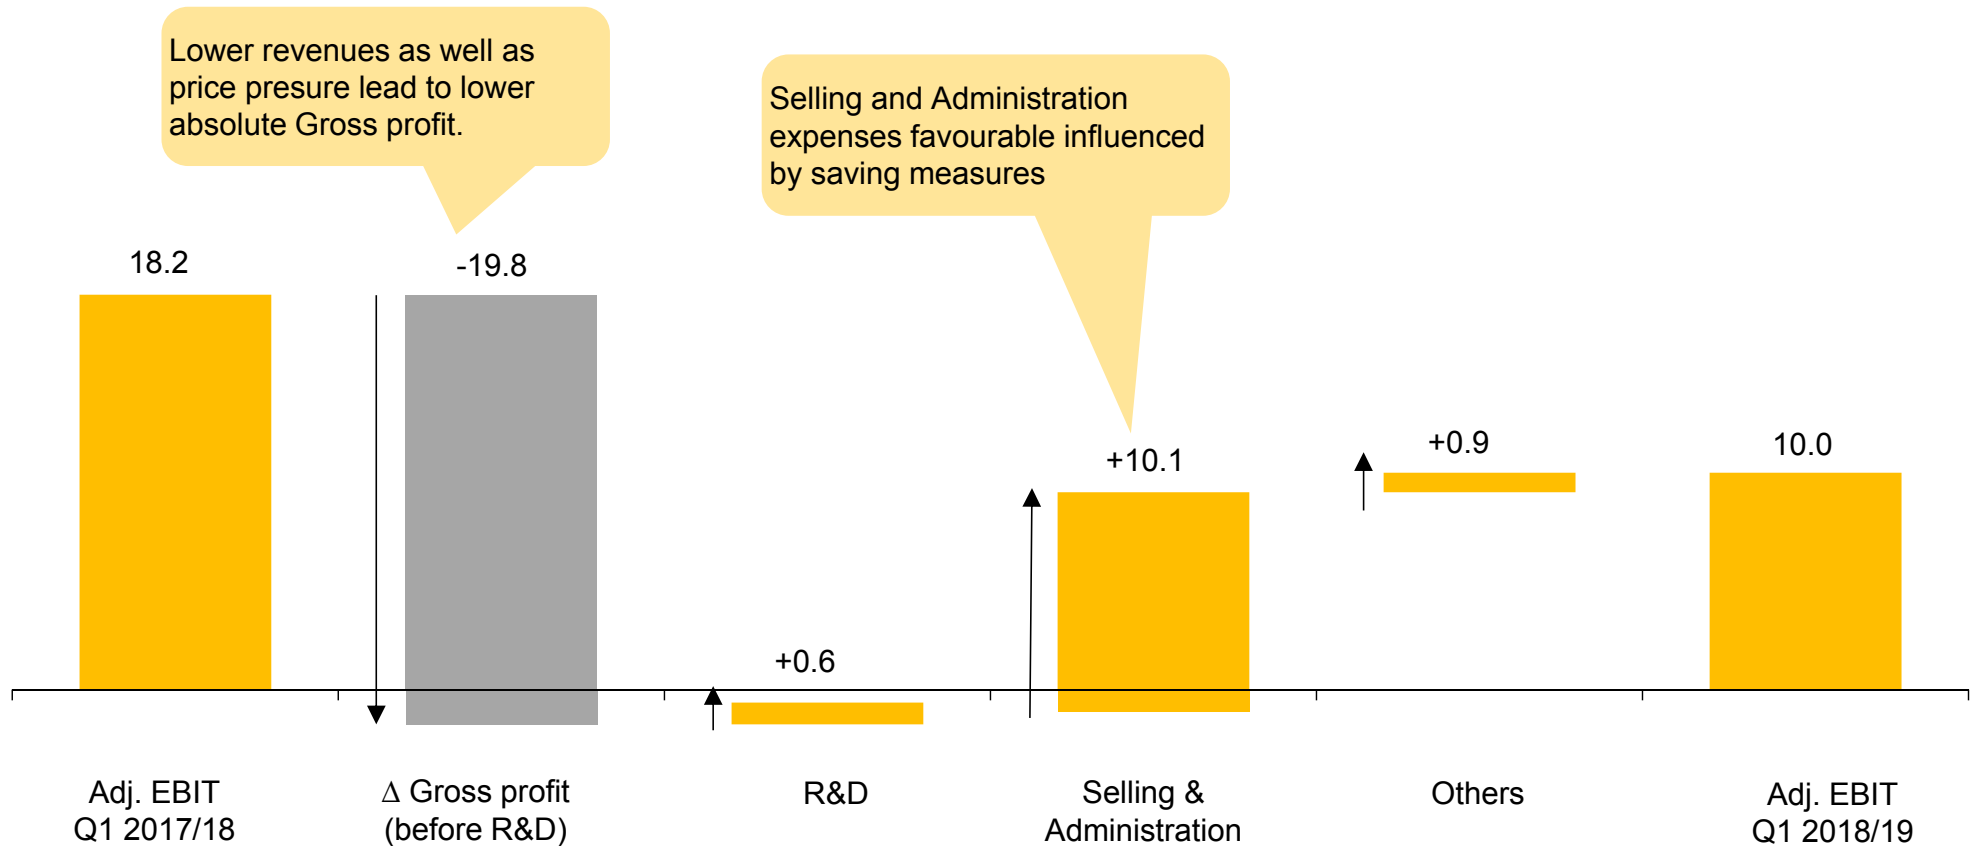 Lower revenues as well as
price presure lead to lower
absolute Gross profit.
Selling and Administration
expenses favourable influenced
by saving measures
18.2
-19.8
+0.6
+10.1
+0.9
10.0
Adj. EBIT
Q1 2017/18
Δ Gross profit
(before R&D)
R&D
Selling &
Administration
Others
Adj. EBIT
Q1 2018/19